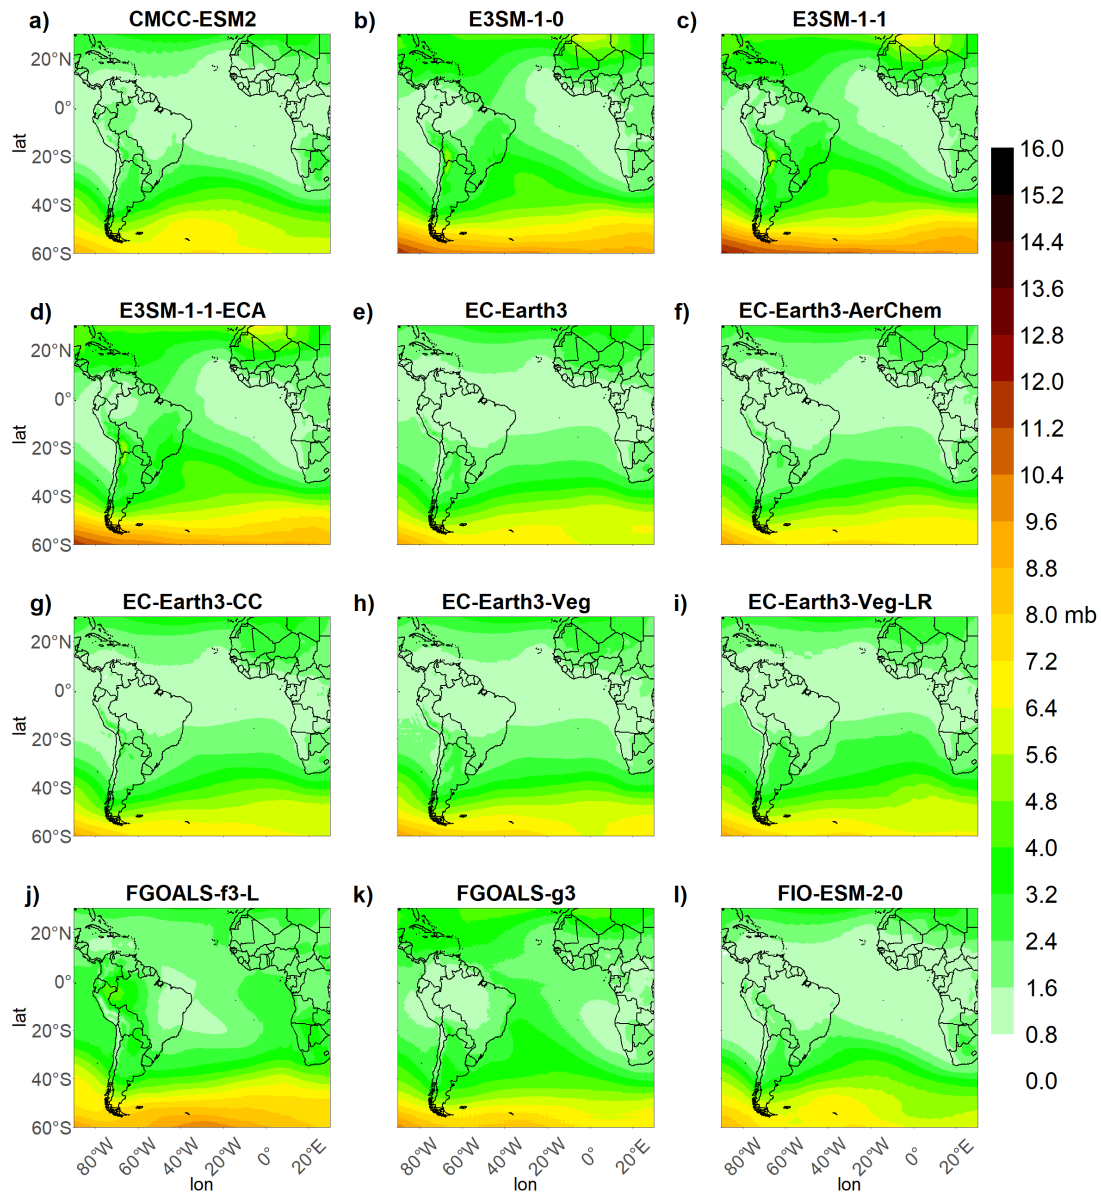 a) CMCC-ESM2
b) E3SM-1-0
c) E3SM-1-1
20°N
0°
20°S
40°S
60°S
lat
d) E3SM-1-1-ECA
e) EC-Earth3
f) EC-Earth3-AerChem
20°N
0°
20°S
40°S
60°S
lat
g) EC-Earth3-CC
h) EC-Earth3-Veg
i) EC-Earth3-Veg-LR
20°N
0°
20°S
40°S
60°S
lat
j) FGOALS-f3-L
k) FGOALS-g3
l) FIO-ESM-2-0
20°N
0°
20°S
40°S
60°S
lat
80°W 60°W 40°W 20°W 0° 20°E
lon
80°W 60°W 40°W 20°W 0° 20°E
lon
80°W 60°W 40°W 20°W 0° 20°E
lon
16.0
15.2
14.4
13.6
12.8
12.0
11.2
10.4
9.6
8.8
8.0 mb
7.2
6.4
5.6
4.8
4.0
3.2
2.4
1.6
0.8
0.0